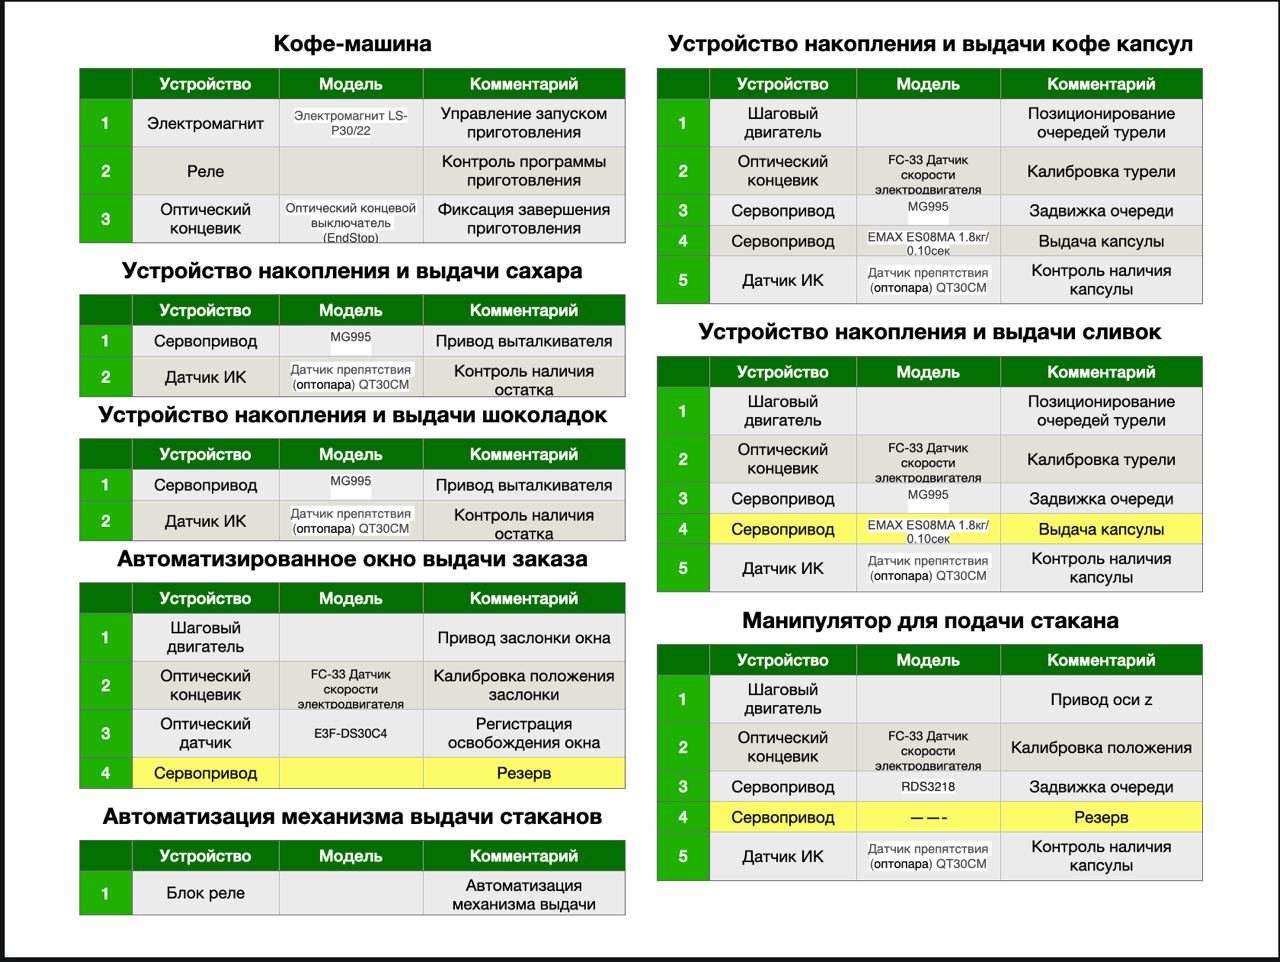 Кофе-машина
Устройство Модель Комментарий
1 Электромагнит Электромагнит LS-P30/22 Управление запуском приготовления
2 Реле Контроль программы приготовления
3 Оптический концевик Оптический концевой выключатель (EndStop) Фиксация завершения приготовления
Устройство накопления и выдачи сахара
Устройство Модель Комментарий
1 Сервопривод MG995 Привод выталкивателя
2 Датчик ИК Датчик препятствия (оптопара) QT30CM Контроль наличия остатка
Устройство накопления и выдачи шоколадок
Устройство Модель Комментарий
1 Сервопривод MG995 Привод выталкивателя
2 Датчик ИК Датчик препятствия (оптопара) QT30CM Контроль наличия остатка
Автоматизированное окно выдачи заказа
Устройство Модель Комментарий
1 Шаговый двигатель Привод заслонки окна
2 Оптический концевик FC-33 Датчик скорости электродвигателя Калибровка положения заслонки
3 Оптический датчик E3F-DS30C4 Регистрация освобождения окна
4 Сервопривод Резерв
Автоматизация механизма выдачи стаканов
Устройство Модель Комментарий
1 Блок реле Автоматизация механизма выдачи
Устройство накопления и выдачи кофе капсул
Устройство Модель Комментарий
1 Шаговый двигатель Позиционирование очередей турели
2 Оптический концевик FC-33 Датчик скорости электродвигателя Калибровка турели
3 Сервопривод MG995 Задвижка очереди
4 Сервопривод EMAX ES08MA 1.8кг/0.10сек Выдача капсулы
5 Датчик ИК Датчик препятствия (оптопара) QT30CM Контроль наличия капсулы
Устройство накопления и выдачи сливок
Устройство Модель Комментарий
1 Шаговый двигатель Позиционирование очередей турели
2 Оптический концевик FC-33 Датчик скорости электродвигателя Калибровка турели
3 Сервопривод MG995 Задвижка очереди
4 Сервопривод EMAX ES08MA 1.8кг/0.10сек Выдача капсулы
5 Датчик ИК Датчик препятствия (оптопара) QT30CM Контроль наличия капсулы
Манипулятор для подачи стакана
Устройство Модель Комментарий
1 Шаговый двигатель Привод оси z
2 Оптический концевик FC-33 Датчик скорости электродвигателя Калибровка положения
3 Сервопривод RDS3218 Задвижка очереди
4 Сервопривод ——- Резерв
5 Датчик ИК Датчик препятствия (оптопара) QT30CM Контроль наличия капсулы